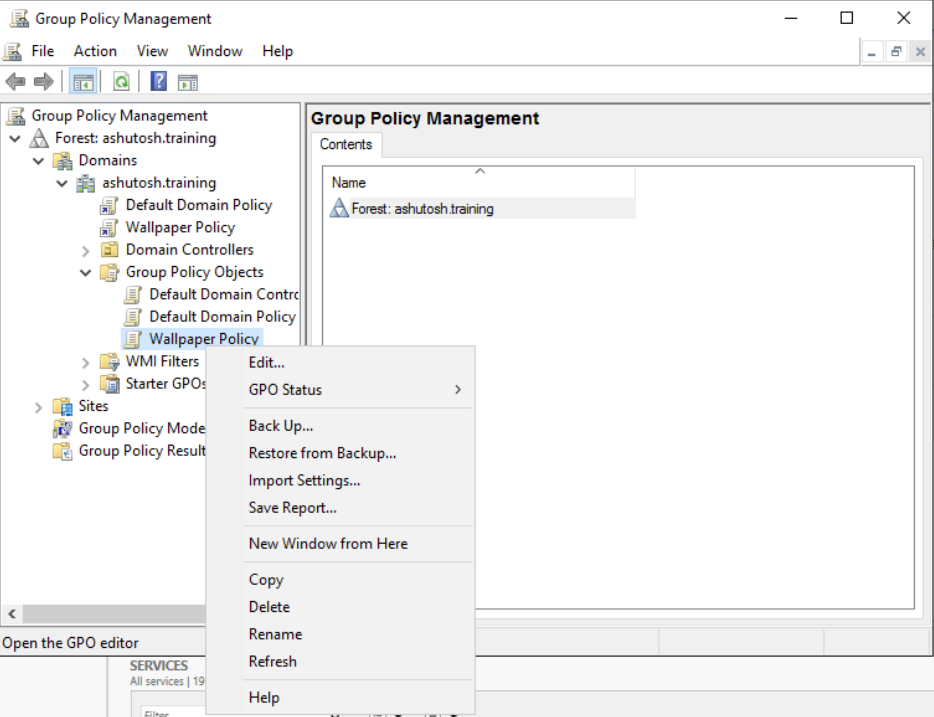 Group Policy Management
File Action View Window Help
Group Policy Management
Forest: ashutosh.training
Domains
ashutosh.training
Default Domain Policy
Wallpaper Policy
Domain Controllers
Group Policy Objects
Default Domain Contro
Default Domain Policy
Wallpaper Policy
WMI Filters
Starter GPOs
Sites
Group Policy Mode
Group Policy Result
Group Policy Management
Contents
Name
Forest: ashutosh.training
Edit...
GPO Status
Back Up...
Restore from Backup...
Import Settings...
Save Report...
New Window from Here
Copy
Delete
Rename
Refresh
Help
Open the GPO editor
SERVICES
All services | 19
Filter